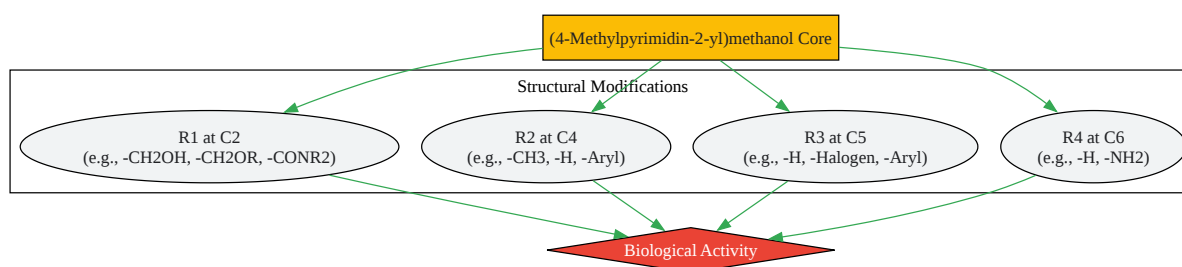 (4-Methylpyrimidin-2-yl)methanol Core
Structural Modifications
R1 at C2
(e.g., -CH2OH, -CH2OR, -CONR2)
R2 at C4
(e.g., -CH3, -H, -Aryl)
R3 at C5
(e.g., -H, -Halogen, -Aryl)
R4 at C6
(e.g., -H, -NH2)
Biological Activity